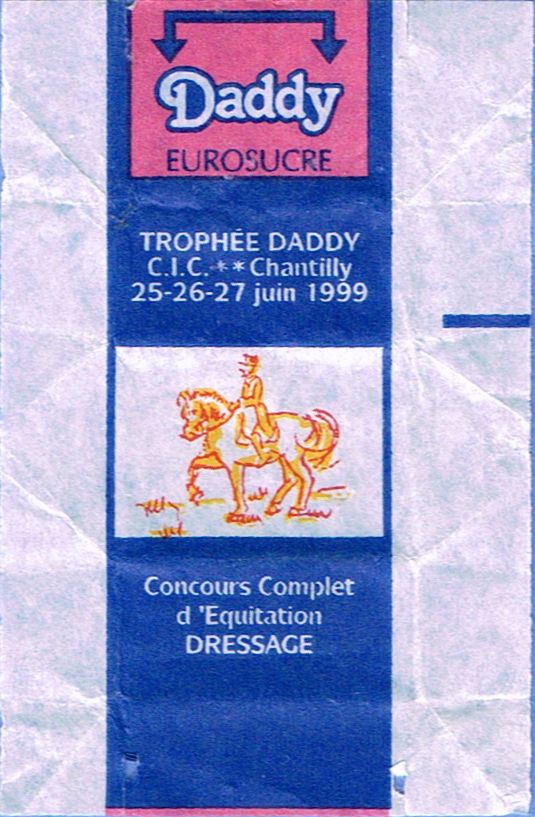 Daddy
EUROSUCRE
TROPHÉE DADDY
C.I.C.** Chantilly
25-26-27 juin 1999
Concours Complet
d 'Equitation
DRESSAGE